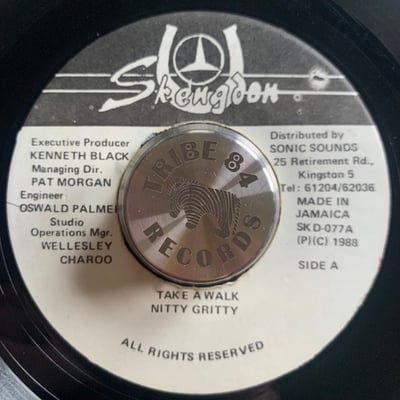 Skengdon
Executive Producer
KENNETH BLACK
Managing Dir.
PAT MORGAN
Engineer
OSWALD PALMER
Studio
Operations Mgr.
WELLESLEY
CHAROO
TRIBE 84
RECORDS
Distributed by
SONIC SOUNDS
25 Retirement Rd.,
Kingston 5
Tel: 61204/62036
MADE IN
JAMAICA
SKD-077A
(P)(C) 1988
SIDE A
TAKE A WALK
NITTY GRITTY
ALL RIGHTS RESERVED